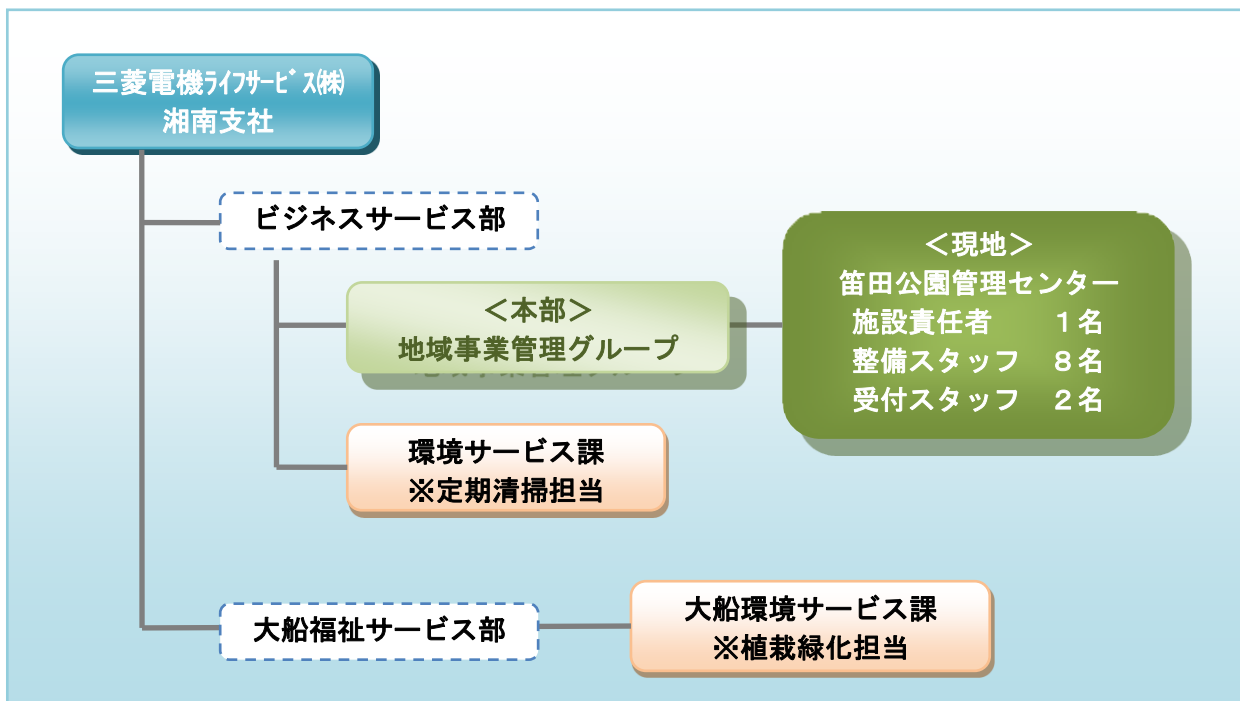 三菱電機ﾗｲﾌｻｰﾋﾞｽ㈱
湘南支社
ビジネスサービス部
＜本部＞
地域事業管理グループ
＜現地＞
笛田公園管理センター
施設責任者　　１名
整備スタッフ　８名
受付スタッフ　２名
環境サービス課
※定期清掃担当
大船福祉サービス部
大船環境サービス課
※植栽緑化担当